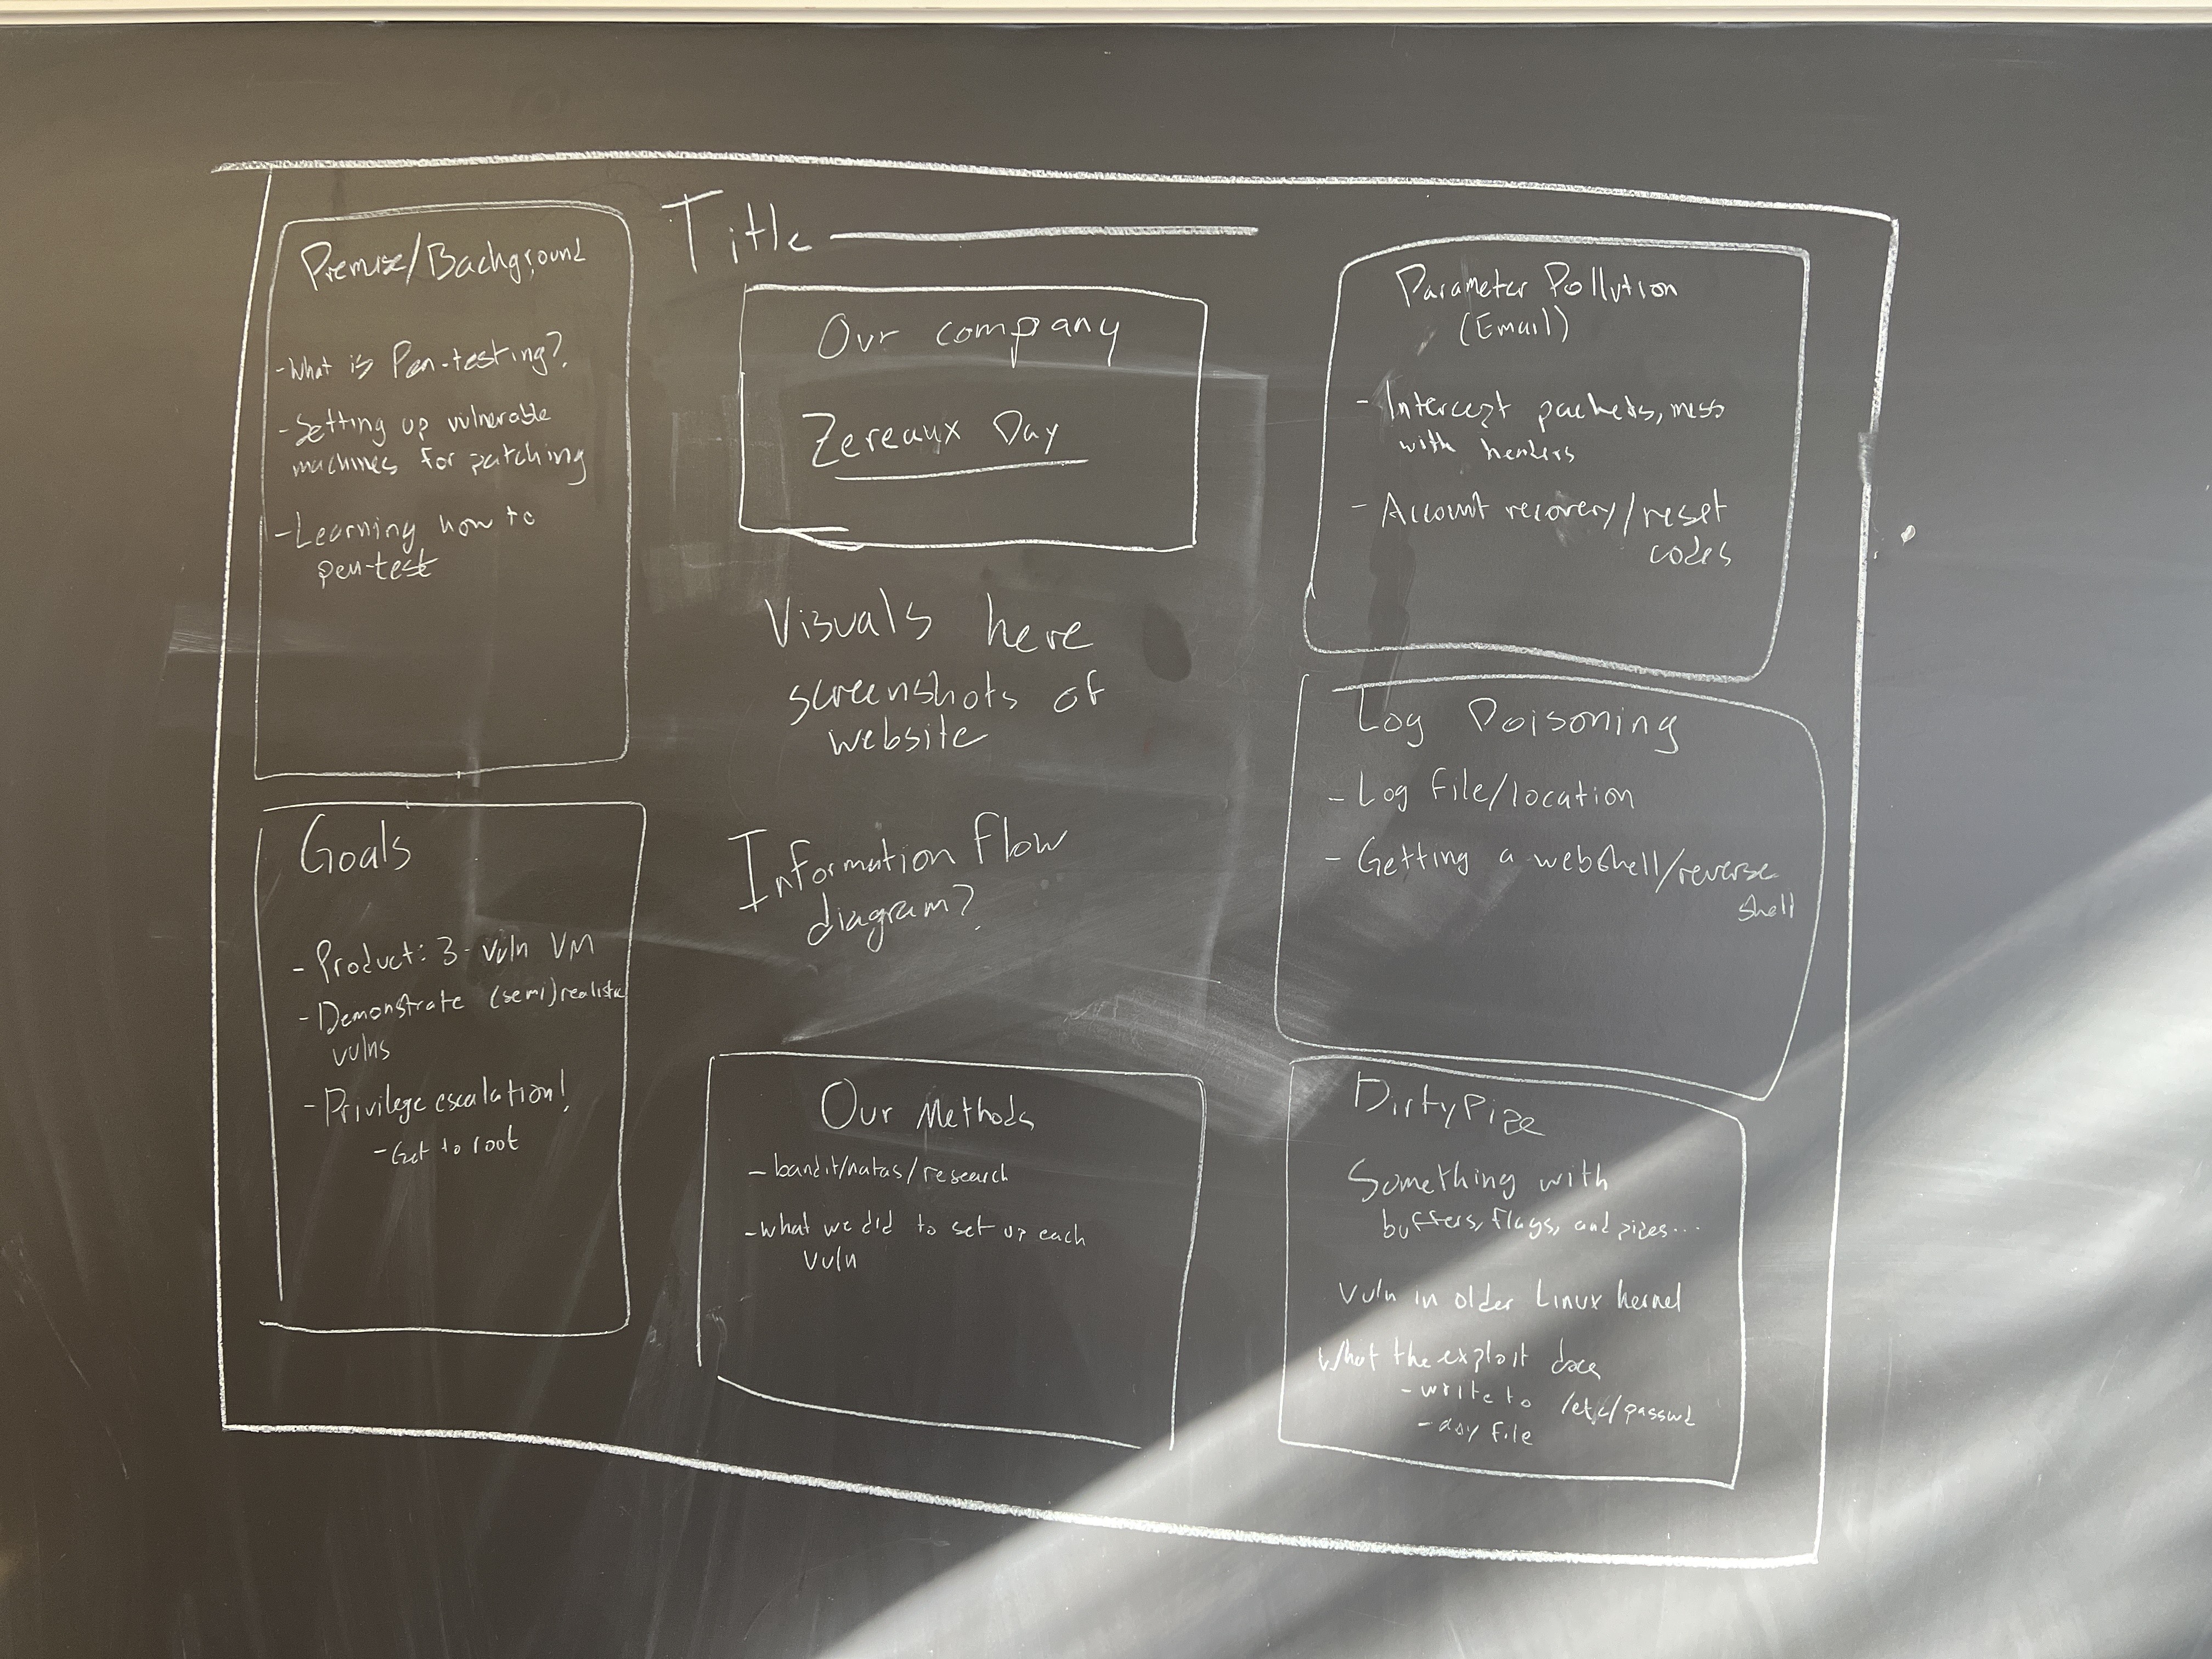 Title
Premise/Background
-What is Pen-testing?
-Setting up vulnerable
machines for patching
-Learning how to
pen-test
Goals
- Product: 3-vuln VM
- Demonstrate (semi)realistic
vulns
- Privilege escalation!
- Get to root
Our company
Zereaux Day
Visuals here
screenshots of
website
Information flow
diagram?
Our Methods
- bandit/natas/research
-what we did to set up each
vuln
Parameter Pollution
(Email)
- Intercept packets, mess
with headers
- Account recovery/reset
codes
Log Poisoning
- Log file/location
- Getting a webshell/reverse
shell
DirtyPipe
Something with
buffers, flags, and pipes...
vuln in older Linux kernel
What the exploit does
- write to /etc/passwd
- any file